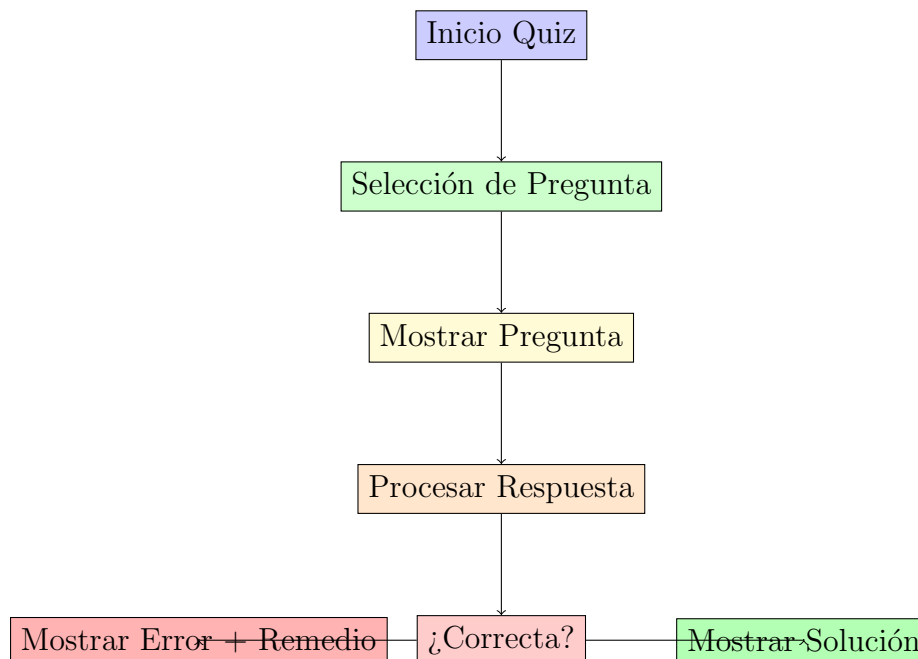 Inicio Quiz
Selección de Pregunta
Mostrar Pregunta
Procesar Respuesta
Mostrar Error + Remedio
¿Correcta?
Mostrar Solución